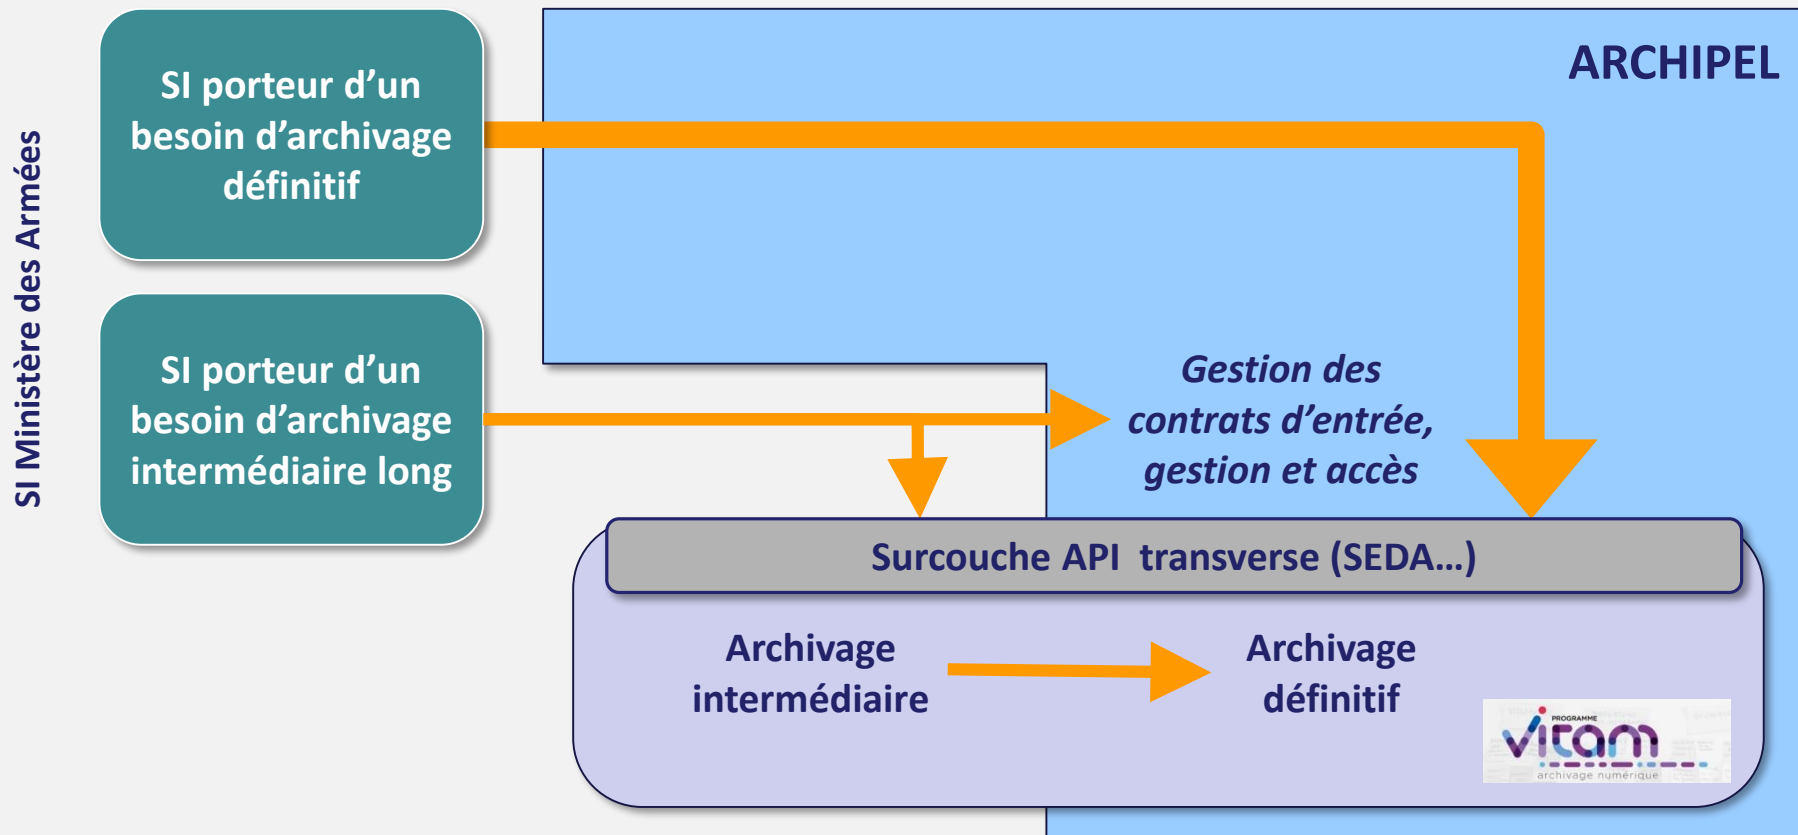 SI Ministère des Armées
SI porteur d’un
besoin d’archivage
définitif
ARCHIPEL
SI porteur d’un
besoin d’archivage
intermédiaire long
Gestion des
contrats d’entrée,
gestion et accès
Surcouche API transverse (SEDA…)
Archivage
intermédiaire
Archivage
définitif
PROGRAMME
vitam
archivage numérique